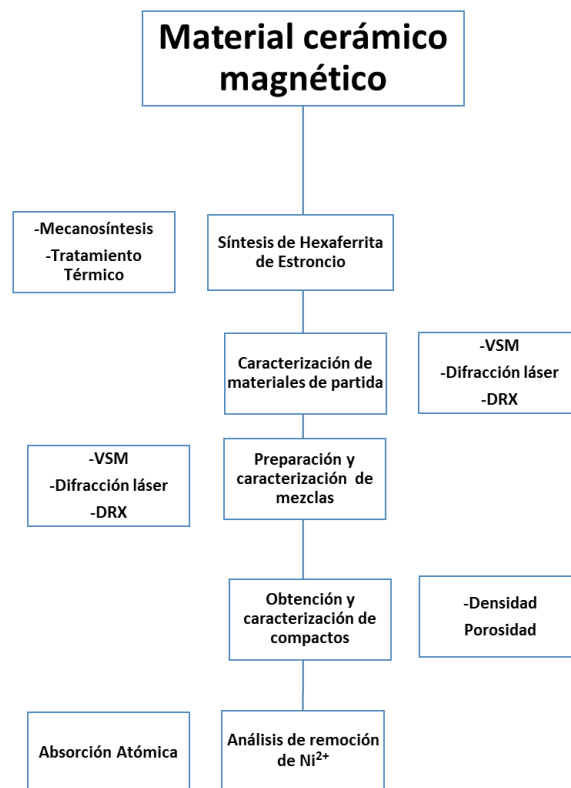 Material cerámico
magnético
-Mecanosíntesis
-Tratamiento
Térmico
Síntesis de Hexaferrita
de Estroncio
Caracterización de
materiales de partida
-VSM
-Difracción láser
-DRX
-VSM
-Difracción láser
-DRX
Preparación y
caracterización de
mezclas
Obtención y
caracterización de
compactos
-Densidad
Porosidad
Absorción Atómica
Análisis de remoción
de Ni²⁺